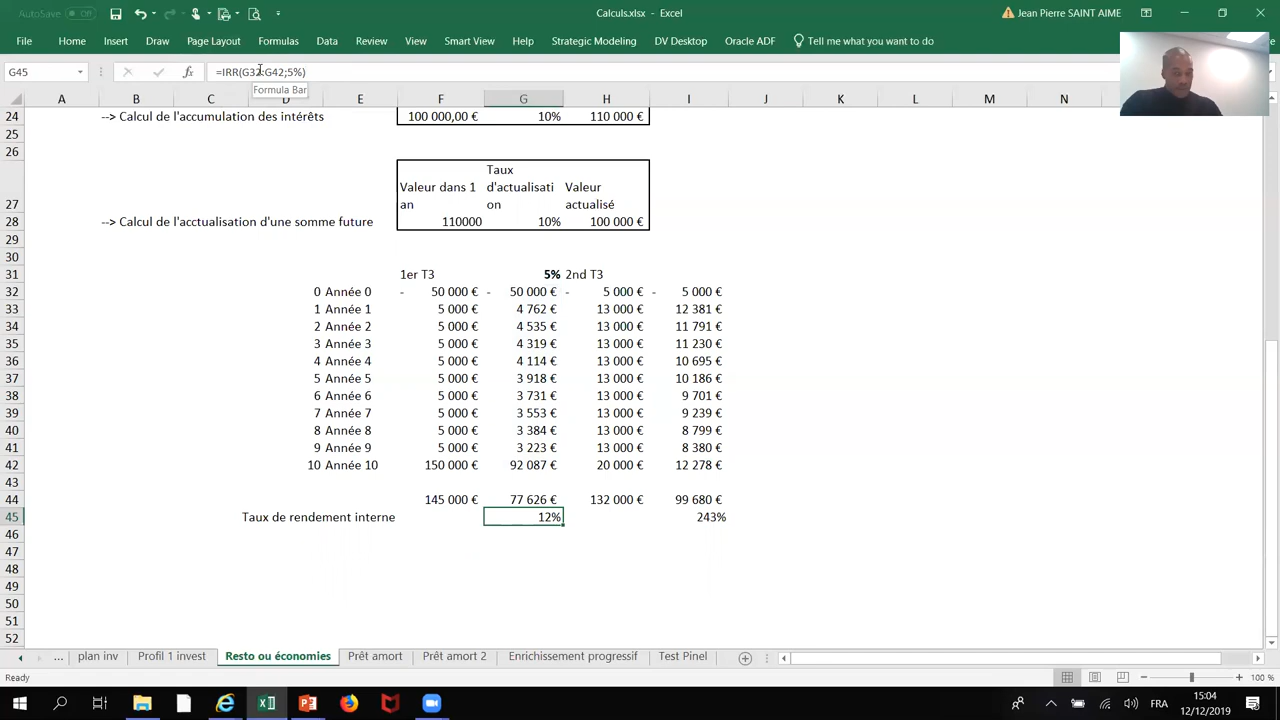 AutoSave Off
Calculs.xlsx - Excel
Jean Pierre SAINT AIME
File Home Insert Draw Page Layout Formulas Data Review View Smart View Help Strategic Modeling Oracle ADF Tell me what you want to do
G45 fx =IRR(G32:G42;5%)
Formula Bar
A B C D E F G H I J K L M N
24 --> Calcul de l'accumulation des intérêts 100 000,00 € 10% 110 000 €
25
26
27 Valeur dans 1 an Taux d'actualisati on Valeur actualisé
28 --> Calcul de l'acctualisation d'une somme future 110000 10% 100 000 €
29
30
31 1er T3 5% 2nd T3
32 0 Année 0 - 50 000 € - 50 000 € - 5 000 € - 5 000 €
33 1 Année 1 5 000 € 4 762 € 13 000 € 12 381 €
34 2 Année 2 5 000 € 4 535 € 13 000 € 11 791 €
35 3 Année 3 5 000 € 4 319 € 13 000 € 11 230 €
36 4 Année 4 5 000 € 4 114 € 13 000 € 10 695 €
37 5 Année 5 5 000 € 3 918 € 13 000 € 10 186 €
38 6 Année 6 5 000 € 3 731 € 13 000 € 9 701 €
39 7 Année 7 5 000 € 3 553 € 13 000 € 9 239 €
40 8 Année 8 5 000 € 3 384 € 13 000 € 8 799 €
41 9 Année 9 5 000 € 3 223 € 13 000 € 8 380 €
42 10 Année 10 150 000 € 92 087 € 20 000 € 12 278 €
43
44 145 000 € 77 626 € 132 000 € 99 680 €
45 Taux de rendement interne 12% 243%
46
47
48
49
50
51
52
... plan inv Profil 1 invest Resto ou économies Prêt amort Prêt amort 2 Enrichissement progressif Test Pinel
Ready 100 %
FRA 15:04
12/12/2019